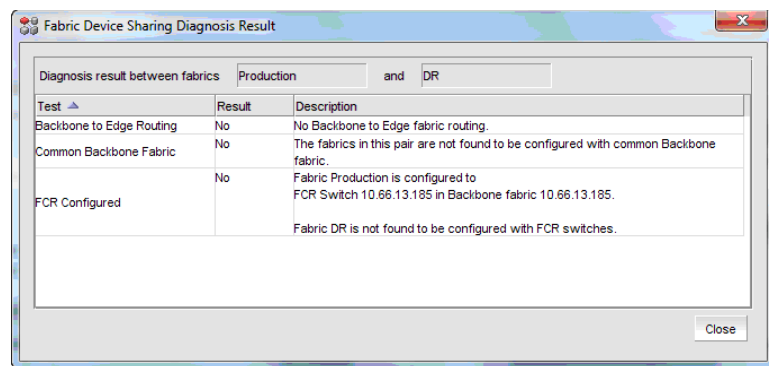 Fabric Device Sharing Diagnosis Result
Diagnosis result between fabrics Production and DR
Test Result Description
Backbone to Edge Routing No No Backbone to Edge fabric routing.
Common Backbone Fabric No The fabrics in this pair are not found to be configured with common Backbone
fabric.
FCR Configured No Fabric Production is configured to
FCR Switch 10.66.13.185 in Backbone fabric 10.66.13.185.
Fabric DR is not found to be configured with FCR switches.
Close